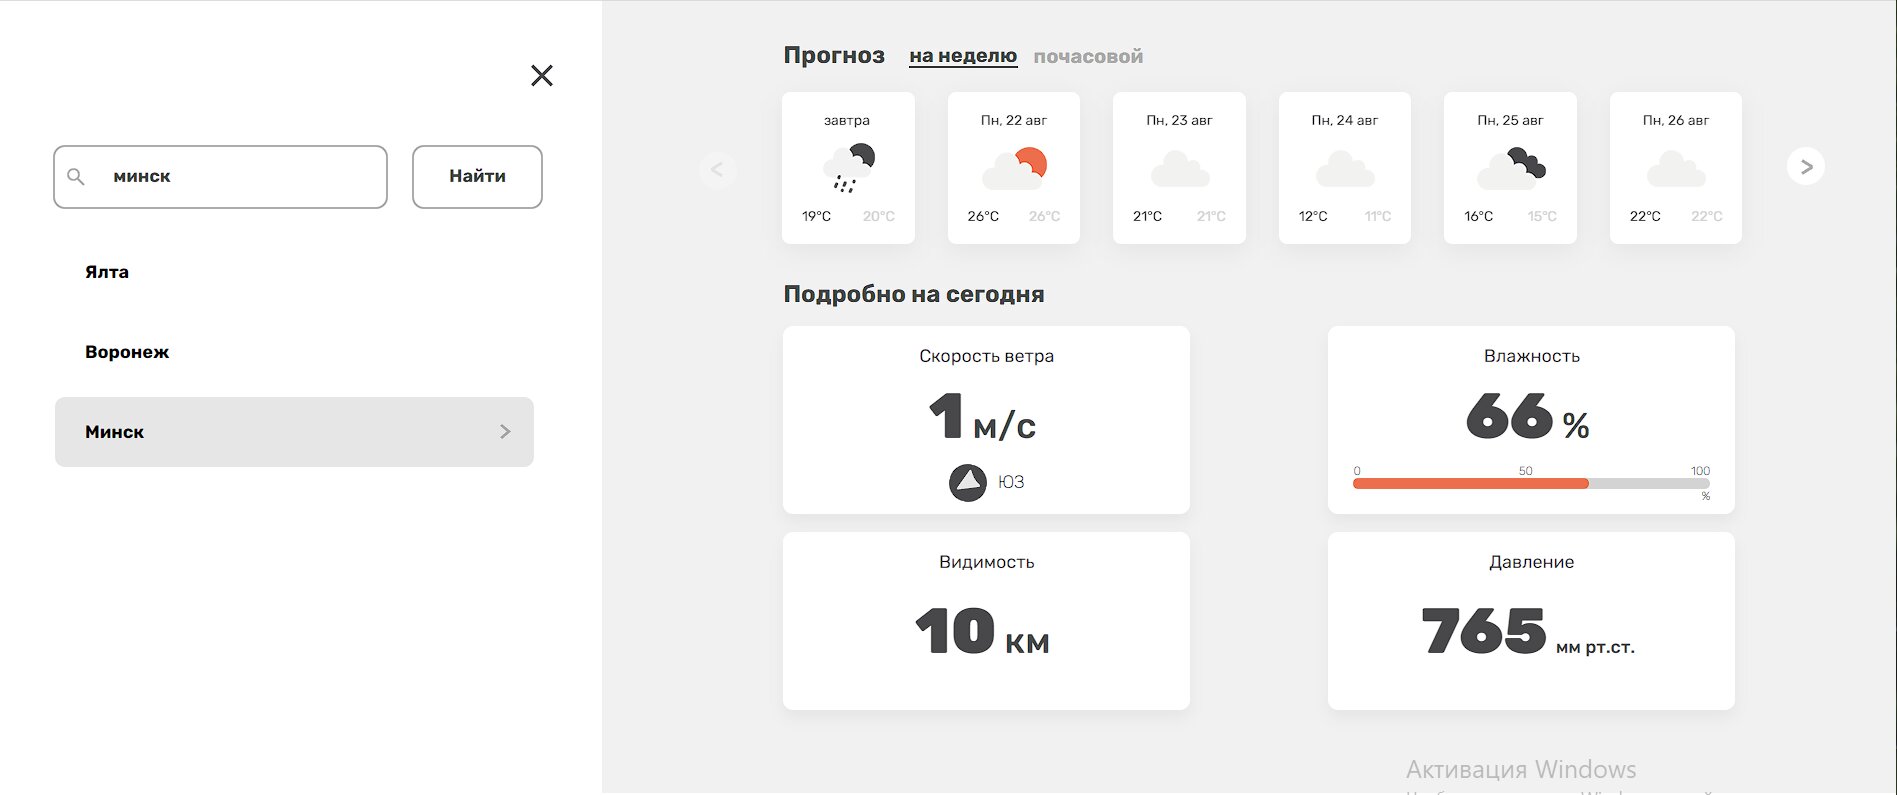 минск
Найти
Ялта
Воронеж
Минск
Прогноз на неделю почасовой
завтра
19°C 20°C
Пн, 22 авг
26°C 26°C
Пн, 23 авг
21°C 21°C
Пн, 24 авг
12°C 11°C
Пн, 25 авг
16°C 15°C
Пн, 26 авг
22°C 22°C
Подробно на сегодня
Скорость ветра
1 м/с
ЮЗ
Влажность
66 %
0 50 100
%
Видимость
10 км
Давление
765 мм рт.ст.
Активация Windows